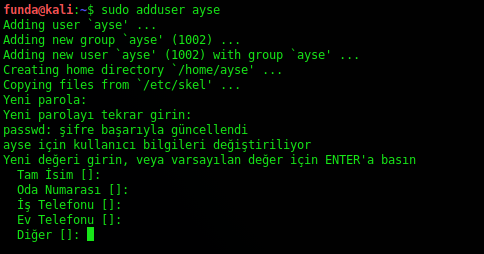 funda@kali:~$ sudo adduser ayse
Adding user `ayse' ...
Adding new group `ayse' (1002) ...
Adding new user `ayse' (1002) with group `ayse' ...
Creating home directory `/home/ayse' ...
Copying files from `/etc/skel' ...
Yeni parola:
Yeni parolayı tekrar girin:
passwd: şifre başarıyla güncellendi
ayse için kullanıcı bilgileri değiştiriliyor
Yeni değeri girin, veya varsayılan değer için ENTER'a basın
Tam İsim []:
Oda Numarası []:
İş Telefonu []:
Ev Telefonu []:
Diğer []: